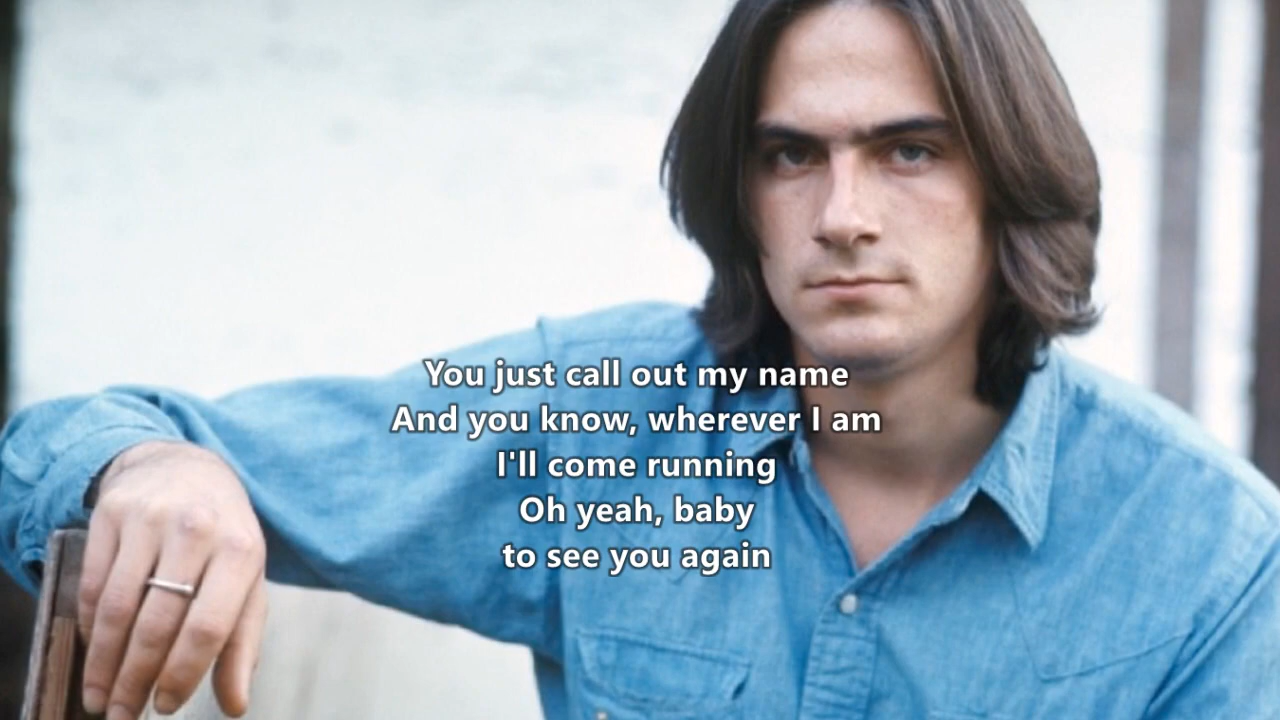 You just call out my name
And you know, wherever I am
I'll come running
Oh yeah, baby
to see you again